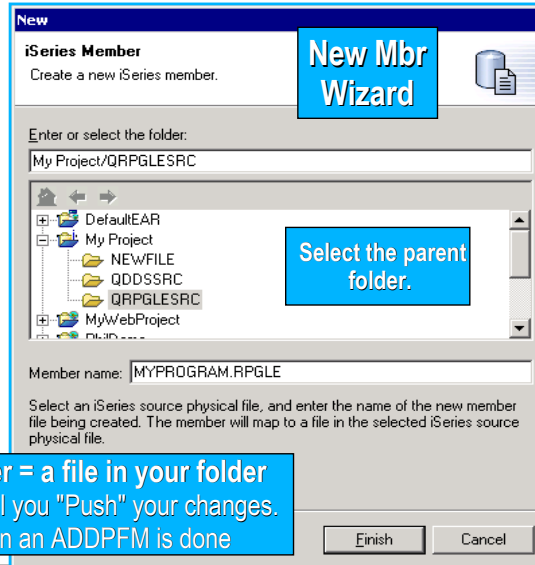 New
iSeries Member
Create a new iSeries member.
New Mbr
Wizard
Enter or select the folder:
My Project/QRPGLESRC
DefaultEAR
My Project
NEWFILE
QDDSSRC
QRPGLESRC
MyWebProject
Select the parent
folder.
Member name: MYPROGRAM.RPGLE
Select an iSeries source physical file, and enter the name of the new member
file being created. The member will map to a file in the selected iSeries source
physical file.
= a file in your folder
you "Push" your changes.
an ADDPFM is done
Finish
Cancel